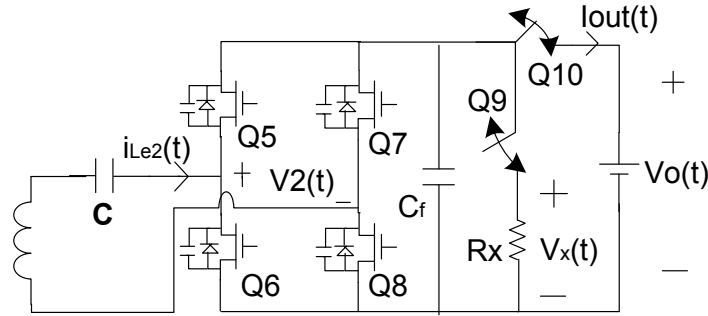 Iout(t)
Q10
Q9
Q5
Q7
iLe2(t)
+
V2(t)
−
C
Cf
+
Vo(t)
−
+
Rx
Vx(t)
−
Q6
Q8